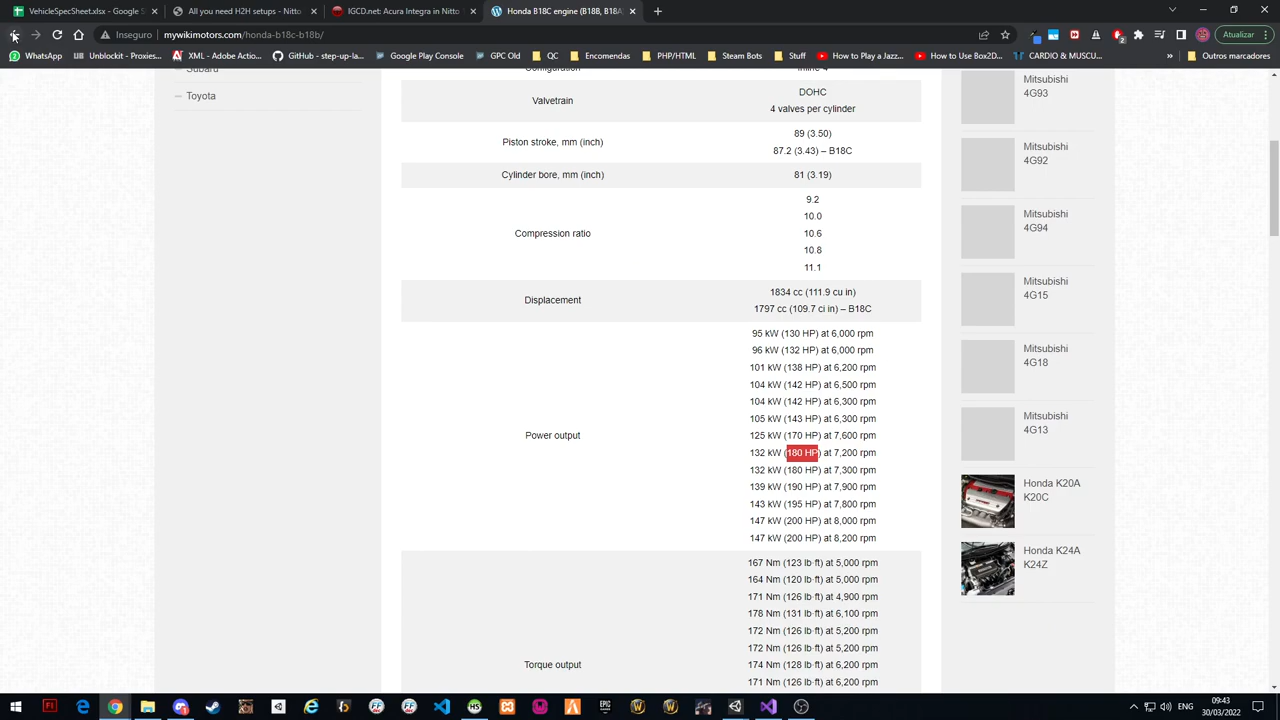 VehicleSpecSheet.EXP - Google S
All you need H2H setups - Nitto
IGCD.net: Acura Integra in Nitto
Honda B18C engine (B18B, B18A)
Inseguro
mywikimotors.com/honda-b18c-b18b/
2
Atualizar
WhatsApp
Unblockit - Proxies
XML - Adobe Action...
GitHub - step-up-la...
Google Play Console
GPC Old
QC
Encomendas
PHP/HTML
Steam Bots
Stuff
How to Play a Jazz...
How to Use Box2D...
CARDIO & MUSCU...
»
Outros marcadores
Subaru
Toyota
Configuration
Inline-4
Valvetrain
DOHC
4 valves per cylinder
Piston stroke, mm (inch)
89 (3.50)
87.2 (3.43) – B18C
Cylinder bore, mm (inch)
81 (3.19)
Compression ratio
9.2
10.0
10.6
10.8
11.1
Displacement
1834 cc (111.9 cu in)
1797 cc (109.7 ci in) – B18C
Power output
95 kW (130 HP) at 6,000 rpm
96 kW (132 HP) at 6,000 rpm
101 kW (138 HP) at 6,200 rpm
104 kW (142 HP) at 6,500 rpm
104 kW (142 HP) at 6,300 rpm
105 kW (143 HP) at 6,300 rpm
125 kW (170 HP) at 7,600 rpm
132 kW (180 HP) at 7,200 rpm
132 kW (180 HP) at 7,300 rpm
139 kW (190 HP) at 7,900 rpm
143 kW (195 HP) at 7,800 rpm
147 kW (200 HP) at 8,000 rpm
147 kW (200 HP) at 8,200 rpm
Torque output
167 Nm (123 lb·ft) at 5,000 rpm
164 Nm (120 lb·ft) at 5,000 rpm
171 Nm (126 lb·ft) at 4,900 rpm
178 Nm (131 lb·ft) at 6,100 rpm
172 Nm (126 lb·ft) at 5,200 rpm
172 Nm (126 lb·ft) at 5,200 rpm
174 Nm (128 lb·ft) at 6,200 rpm
171 Nm (126 lb·ft) at 6,200 rpm
Mitsubishi
4G93
Mitsubishi
4G92
Mitsubishi
4G94
Mitsubishi
4G15
Mitsubishi
4G18
Mitsubishi
4G13
Honda K20A
K20C
Honda K24A
K24Z
ENG
09:43
30/03/2022